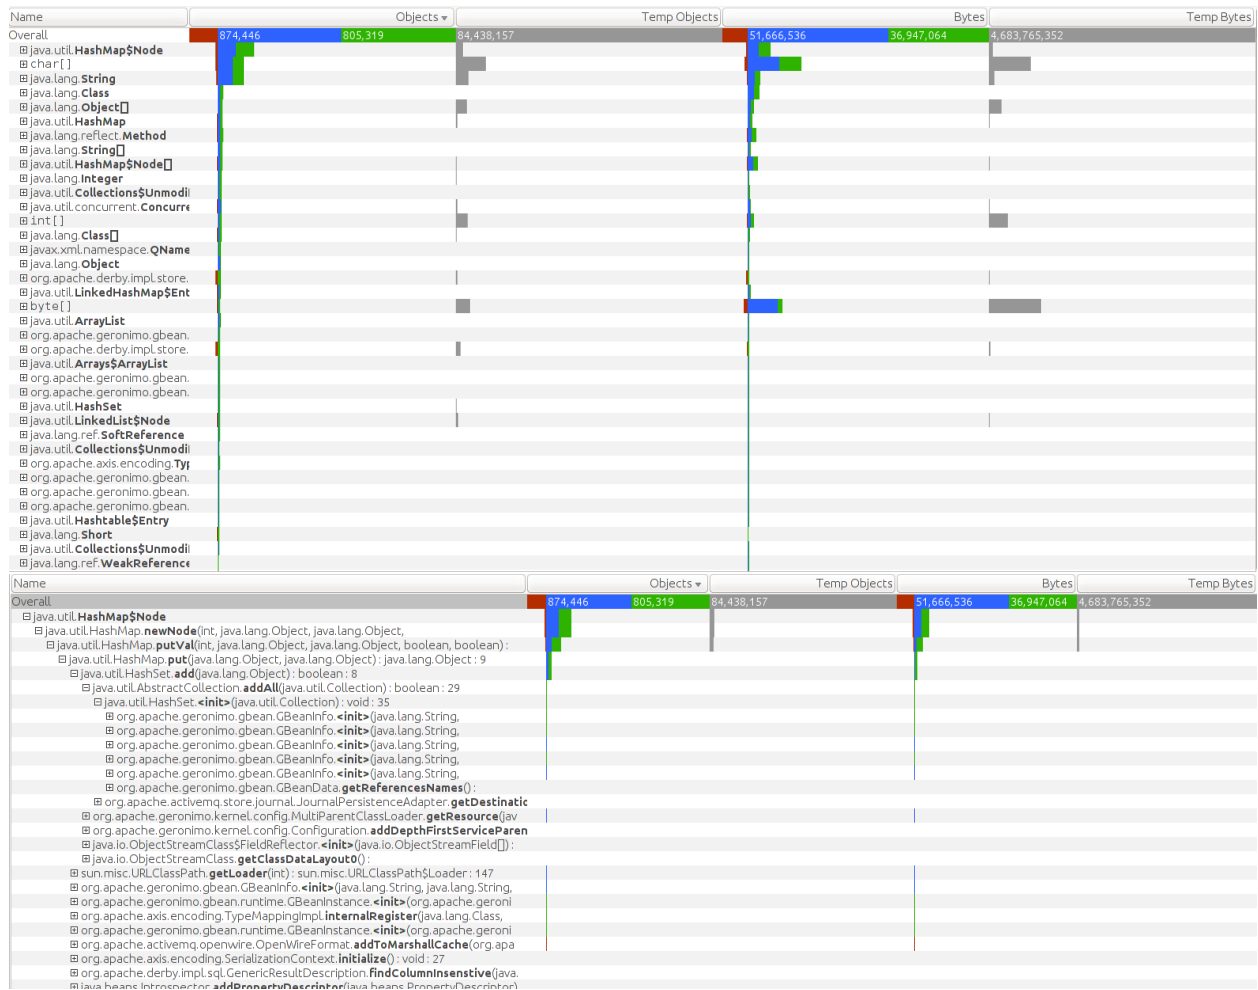 Name Objects Temp Objects Bytes Temp Bytes
Overall 874,446 805,319 84,438,157 51,666,536 36,947,064 4,683,765,352
java.util.HashMap$Node
char[]
java.lang.String
java.lang.Class
java.lang.Object[]
java.util.HashMap
java.lang.reflect.Method
java.lang.String[]
java.util.HashMap$Node[]
java.lang.Integer
java.util.Collections$Unmodif
java.util.concurrent.Concurre
int[]
java.lang.Class[]
javax.xml.namespace.QName
java.lang.Object
org.apache.derby.impl.store.
java.util.LinkedHashMap$Ent
byte[]
java.util.ArrayList
org.apache.geronimo.gbean.
org.apache.derby.impl.store.
java.util.Arrays$ArrayList
org.apache.geronimo.gbean.
org.apache.geronimo.gbean.
java.util.HashSet
java.util.LinkedList$Node
java.lang.ref.SoftReference
java.util.Collections$Unmodif
org.apache.axis.encoding.Typ
org.apache.geronimo.gbean.
org.apache.geronimo.gbean.
org.apache.geronimo.gbean.
java.util.Hashtable$Entry
java.lang.Short
java.util.Collections$Unmodif
java.lang.ref.WeakReference
Name Objects Temp Objects Bytes Temp Bytes
Overall 874,446 805,319 84,438,157 51,666,536 36,947,064 4,683,765,352
java.util.HashMap$Node
java.util.HashMap.newNode(int, java.lang.Object, java.lang.Object,
java.util.HashMap.putVal(int, java.lang.Object, java.lang.Object, boolean, boolean) :
java.util.HashMap.put(java.lang.Object, java.lang.Object) : java.lang.Object : 9
java.util.HashSet.add(java.lang.Object) : boolean : 8
java.util.AbstractCollection.addAll(java.util.Collection) : boolean : 29
java.util.HashSet.<init>(java.util.Collection) : void : 35
org.apache.geronimo.gbean.GBeanInfo.<init>(java.lang.String,
org.apache.geronimo.gbean.GBeanInfo.<init>(java.lang.String,
org.apache.geronimo.gbean.GBeanInfo.<init>(java.lang.String,
org.apache.geronimo.gbean.GBeanInfo.<init>(java.lang.String,
org.apache.geronimo.gbean.GBeanInfo.<init>(java.lang.String,
org.apache.geronimo.gbean.GBeanData.getReferencesNames() :
org.apache.activemq.store.journal.JournalPersistenceAdapter.getDestinatic
org.apache.geronimo.kernel.config.MultiParentClassLoader.getResource(jav
org.apache.geronimo.kernel.config.Configuration.addDepthFirstServiceParen
java.io.ObjectStreamClass$FieldReflector.<init>(java.io.ObjectStreamField[]) :
java.io.ObjectStreamClass.getClassDataLayout0() :
sun.misc.URLClassPath.getLoader(int) : sun.misc.URLClassPath$Loader : 147
org.apache.geronimo.gbean.GBeanInfo.<init>(java.lang.String, java.lang.String,
org.apache.geronimo.gbean.runtime.GBeanInstance.<init>(org.apache.geroni
org.apache.axis.encoding.TypeMappingImpl.internalRegister(java.lang.Class,
org.apache.geronimo.gbean.runtime.GBeanInstance.<init>(org.apache.geroni
org.apache.activemq.openwire.OpenWireFormat.addToMarshallCache(org.apa
org.apache.axis.encoding.SerializationContext.initialize() : void : 27
org.apache.derby.impl.sql.GenericResultDescription.findColumnInsenstive(java.
java.beans.Introspector.addPropertyDescriptor(java.beans.PropertyDescriptor)